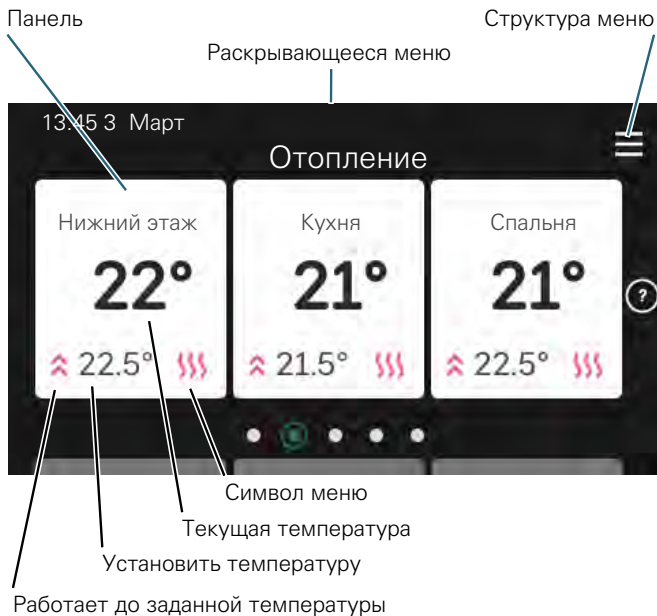 Панель
Структура меню
Раскрывающееся меню
13:45 3 Март
Отопление
Нижний этаж
Кухня
Спальня
22°
21°
21°
?
22.5°
21.5°
22.5°
Символ меню
Текущая температура
Установить температуру
Работает до заданной температуры